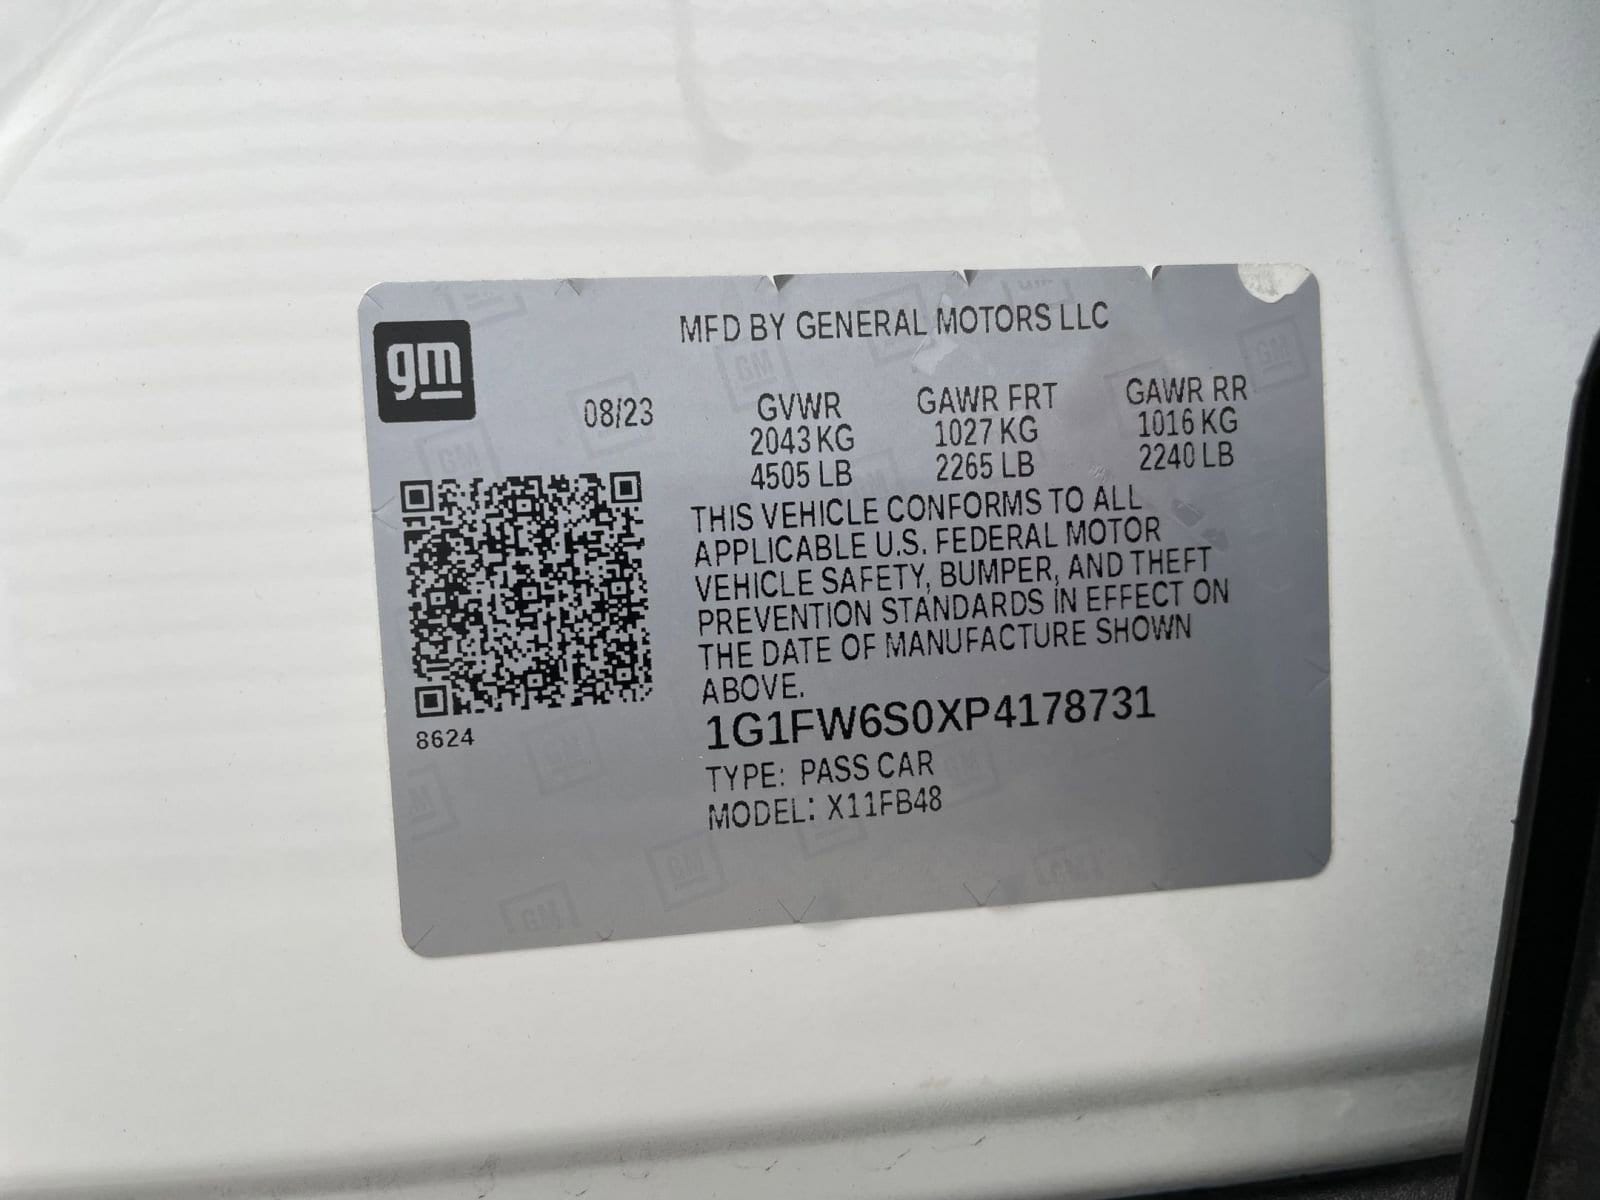 gm
MFD BY GENERAL MOTORS LLC
08/23
GVWR GAWR FRT GAWR RR
2043 KG 1027 KG 1016 KG
4505 LB 2265 LB 2240 LB
THIS VEHICLE CONFORMS TO ALL
APPLICABLE U.S. FEDERAL MOTOR
VEHICLE SAFETY, BUMPER, AND THEFT
PREVENTION STANDARDS IN EFFECT ON
THE DATE OF MANUFACTURE SHOWN
ABOVE.
1G1FW6S0XP4178731
8624
TYPE: PASS CAR
MODEL: X11FB48